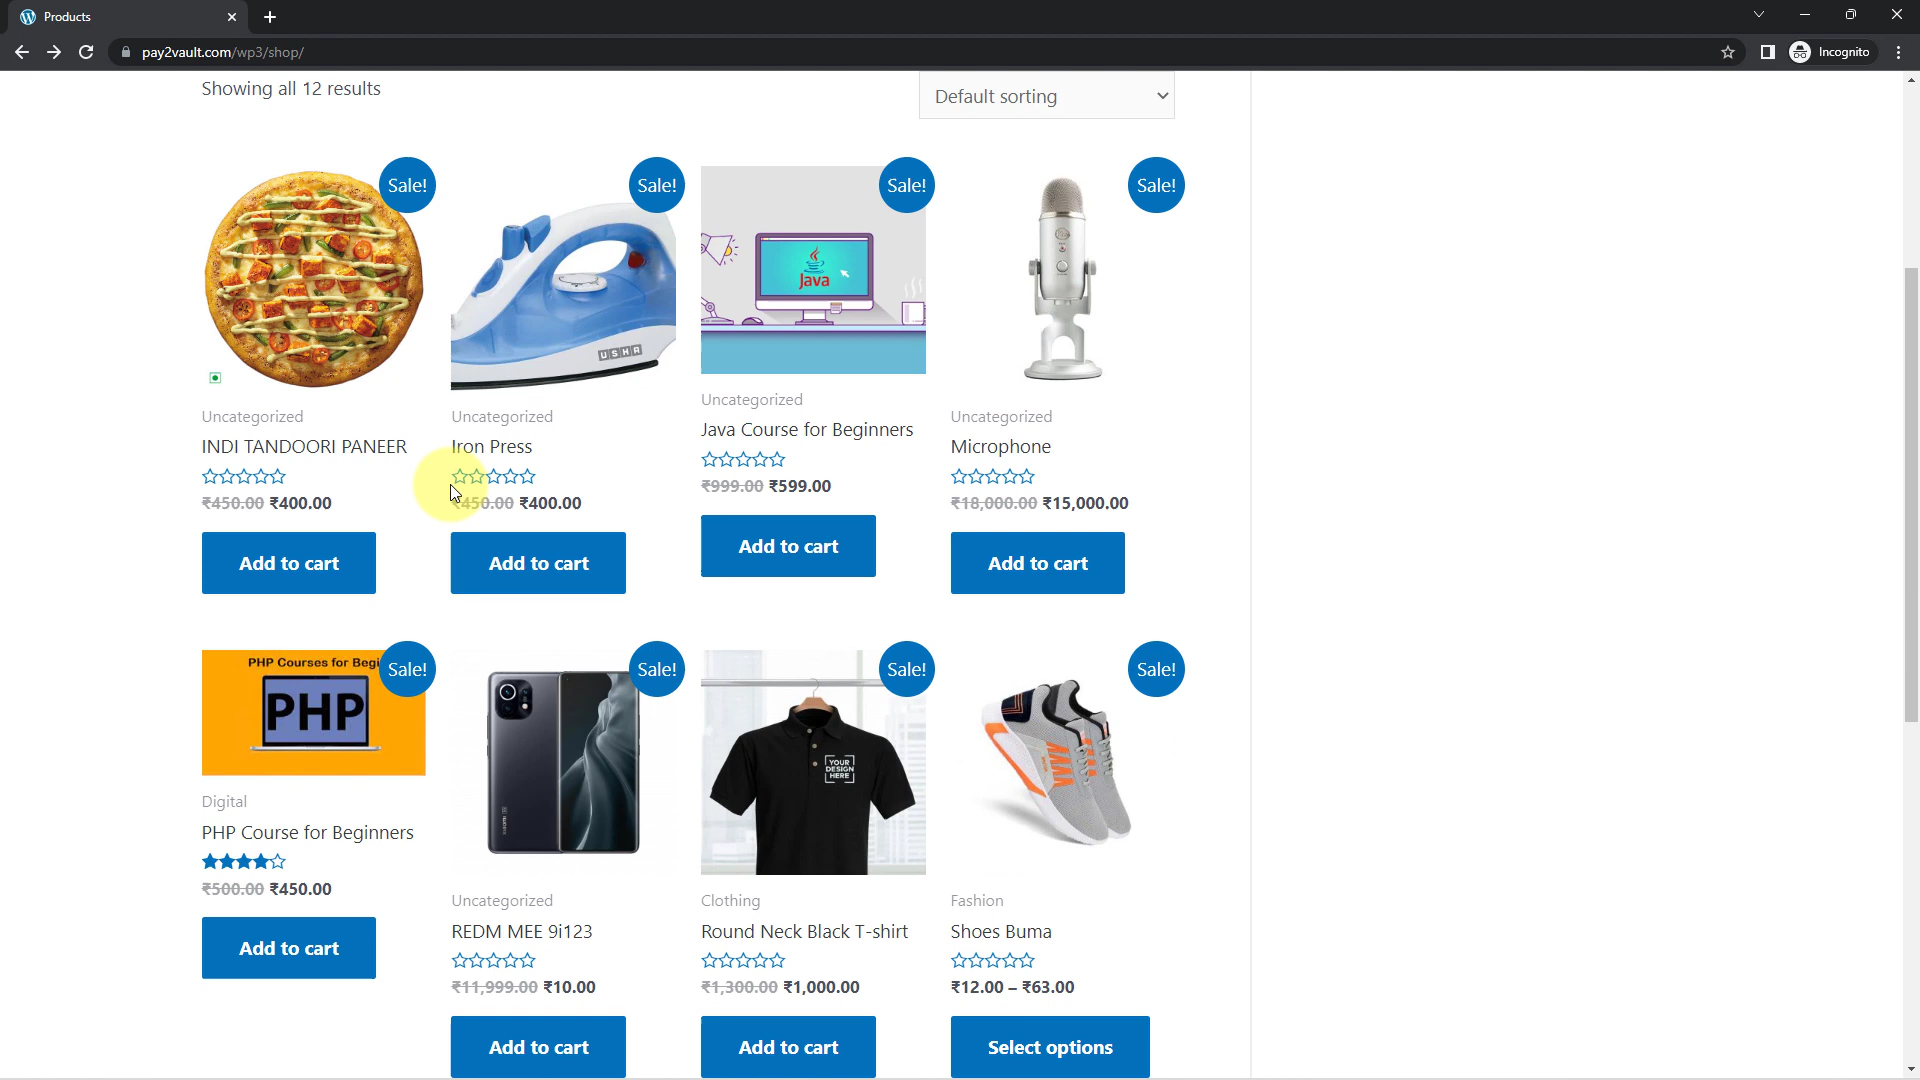 Products
pay2vault.com/wp3/shop/
Incognito
Showing all 12 results
Default sorting
Sale!
Sale!
Sale!
Sale!
USHA
Java
Uncategorized
INDI TANDOORI PANEER
₹450.00 ₹400.00
Add to cart
Uncategorized
Iron Press
₹450.00 ₹400.00
Add to cart
Uncategorized
Java Course for Beginners
₹999.00 ₹599.00
Add to cart
Uncategorized
Microphone
₹18,000.00 ₹15,000.00
Add to cart
PHP Courses for Begi
PHP
Sale!
Sale!
Sale!
Sale!
YOUR
DESIGN
HERE
Digital
PHP Course for Beginners
₹500.00 ₹450.00
Add to cart
Uncategorized
REDM MEE 9i123
₹11,999.00 ₹10.00
Add to cart
Clothing
Round Neck Black T-shirt
₹1,300.00 ₹1,000.00
Add to cart
Fashion
Shoes Buma
₹12.00 – ₹63.00
Select options